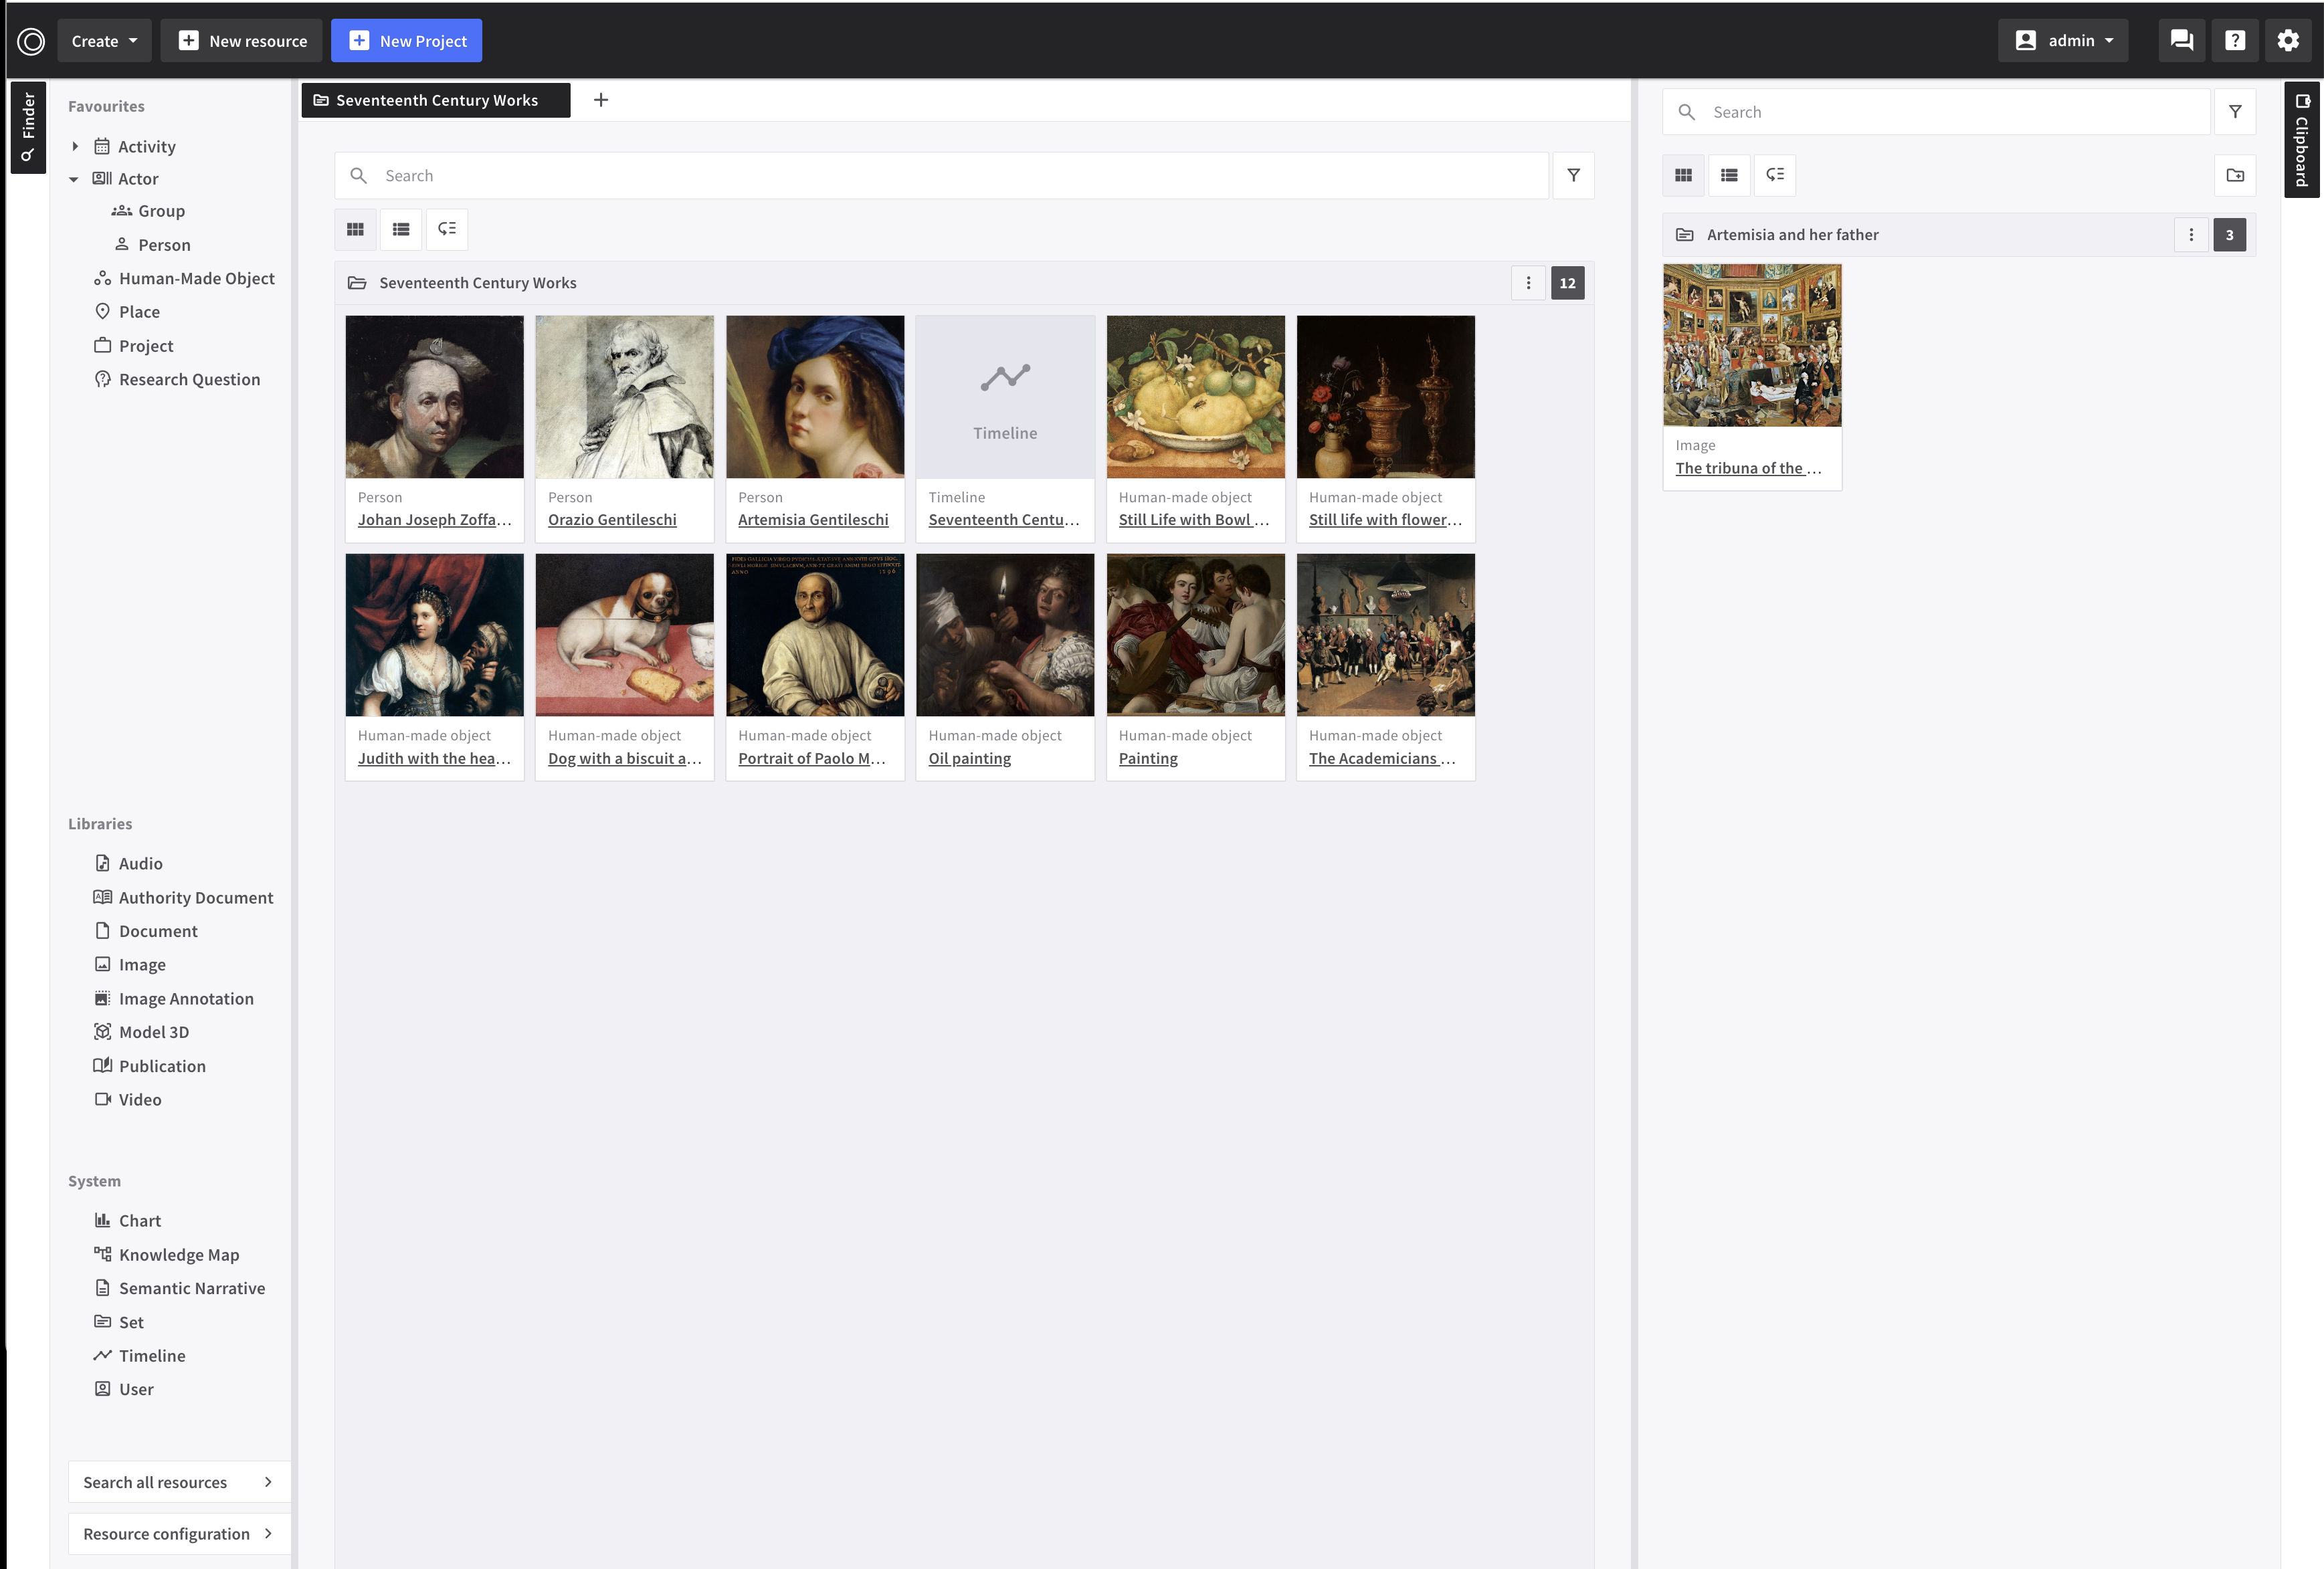 Create
New resource
New Project
admin
Finder
Favourites
Activity
Actor
Group
Person
Human-Made Object
Place
Project
Research Question
Libraries
Audio
Authority Document
Document
Image
Image Annotation
Model 3D
Publication
Video
System
Chart
Knowledge Map
Semantic Narrative
Set
Timeline
User
Search all resources
Resource configuration
Seventeenth Century Works
Search
Seventeenth Century Works
12
Timeline
Person
Johan Joseph Zoffa...
Person
Orazio Gentileschi
Person
Artemisia Gentileschi
Timeline
Seventeenth Centu...
Human-made object
Still Life with Bowl ...
Human-made object
Still life with flower...
Human-made object
Judith with the hea...
Human-made object
Dog with a biscuit a...
Human-made object
Portrait of Paolo M...
Human-made object
Oil painting
Human-made object
Painting
Human-made object
The Academicians ...
Search
Artemisia and her father
3
Image
The tribuna of the ...
Clipboard